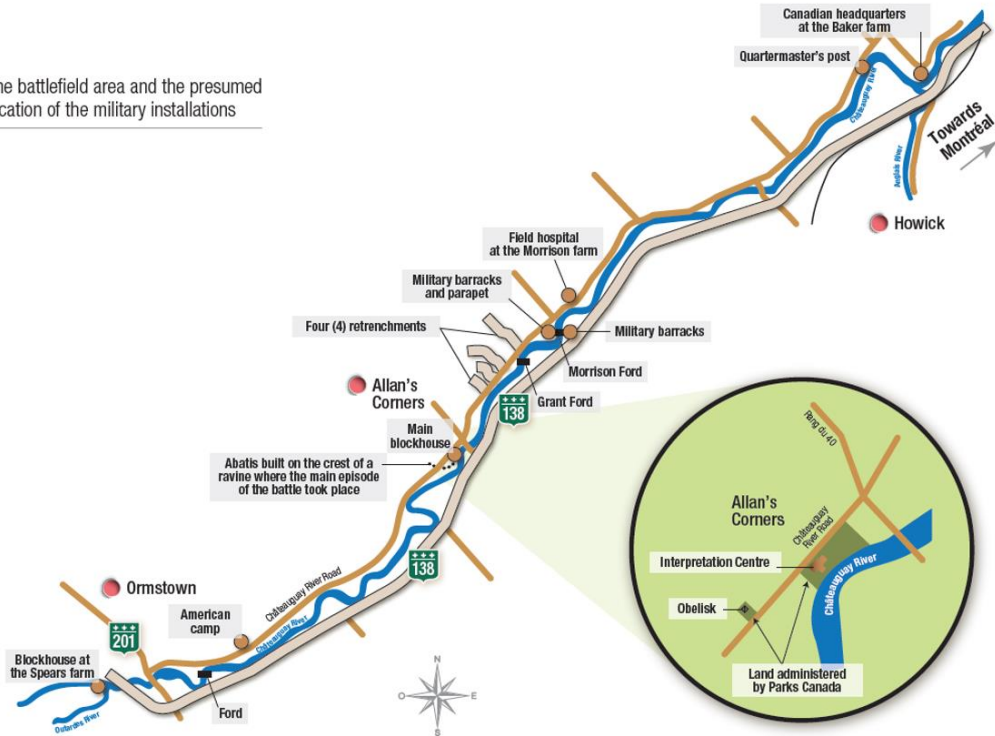 he battlefield area and the presumed
cation of the military installations
Canadian headquarters
at the Baker farm
Quartermaster's post
Châteauguay River
Anglais River
Towards
Montréal
Howick
Field hospital
at the Morrison farm
Military barracks
and parapet
Four (4) retrenchments
Military barracks
Morrison Ford
Grant Ford
138
Allan's
Corners
Main
blockhouse
Abatis built on the crest of a
ravine where the main episode
of the battle took place
138
Châteauguay River Road
Châteauguay River
Ormstown
201
American
camp
Blockhouse at
the Spears farm
Outardes River
Ford
N
O
E
S
Rang du 40
Allan's
Corners
Châteauguay
River Road
Interpretation Centre
Châteauguay River
Obelisk
Land administered
by Parks Canada